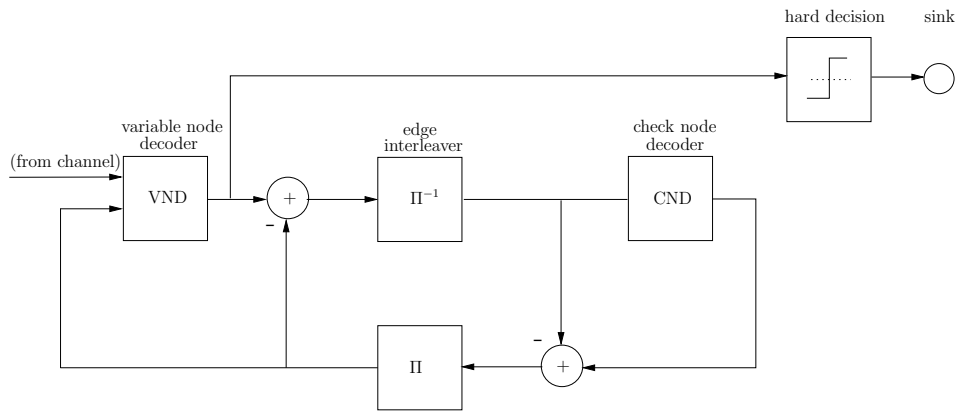 hard decision
sink
variable node
decoder
edge
interleaver
check node
decoder
(from channel)
VND
+
Π⁻¹
CND
-
-
Π
+